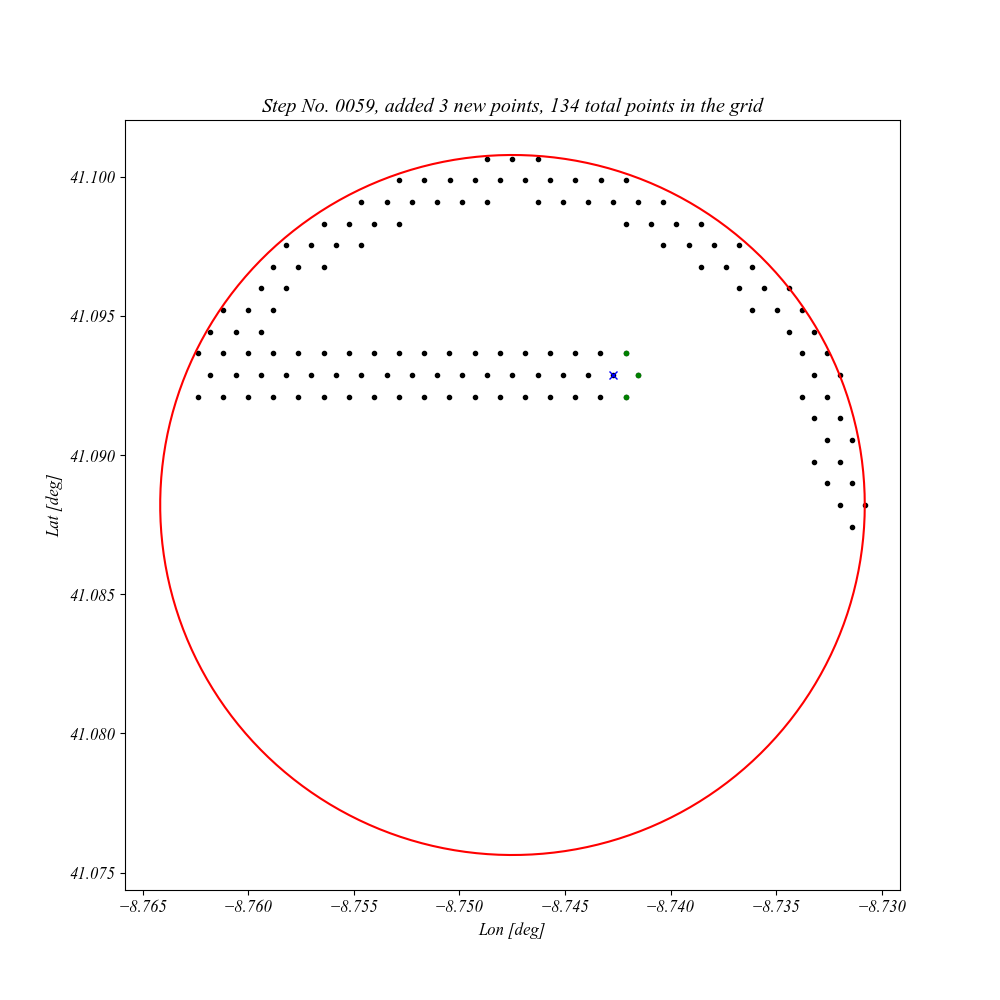 Step No. 0059, added 3 new points, 134 total points in the grid
41.100
41.095
41.090
41.085
41.080
41.075
Lat [deg]
−8.765 −8.760 −8.755 −8.750 −8.745 −8.740 −8.735 −8.730
Lon [deg]